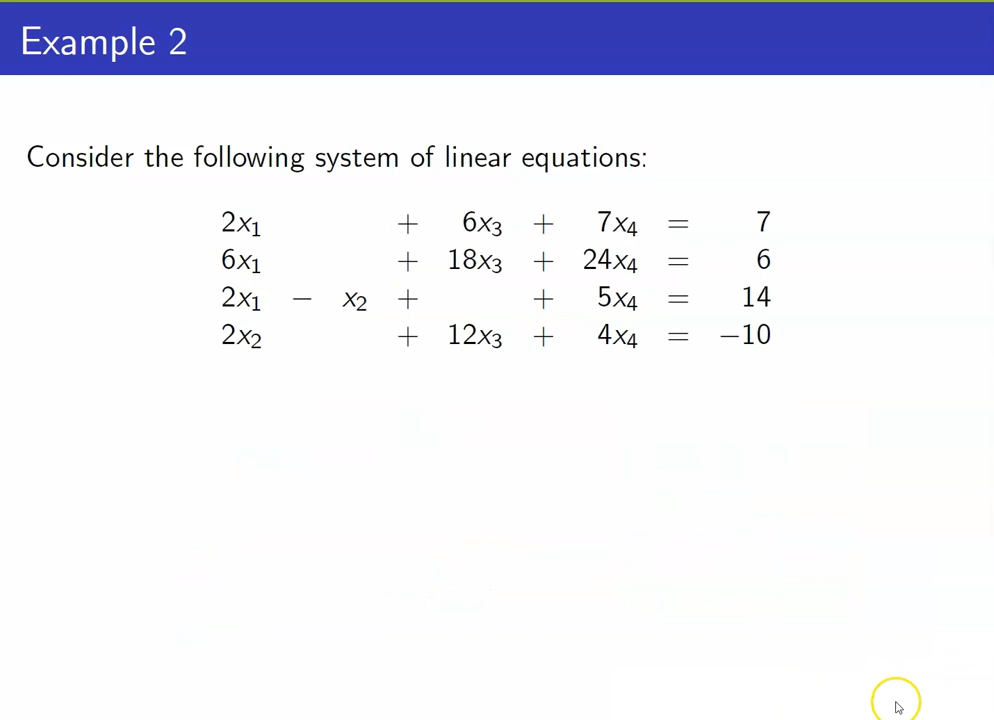 Example 2
Consider the following system of linear equations:
2x₁ + 6x₃ + 7x₄ = 7
6x₁ + 18x₃ + 24x₄ = 6
2x₁ − x₂ + + 5x₄ = 14
2x₂ + 12x₃ + 4x₄ = −10